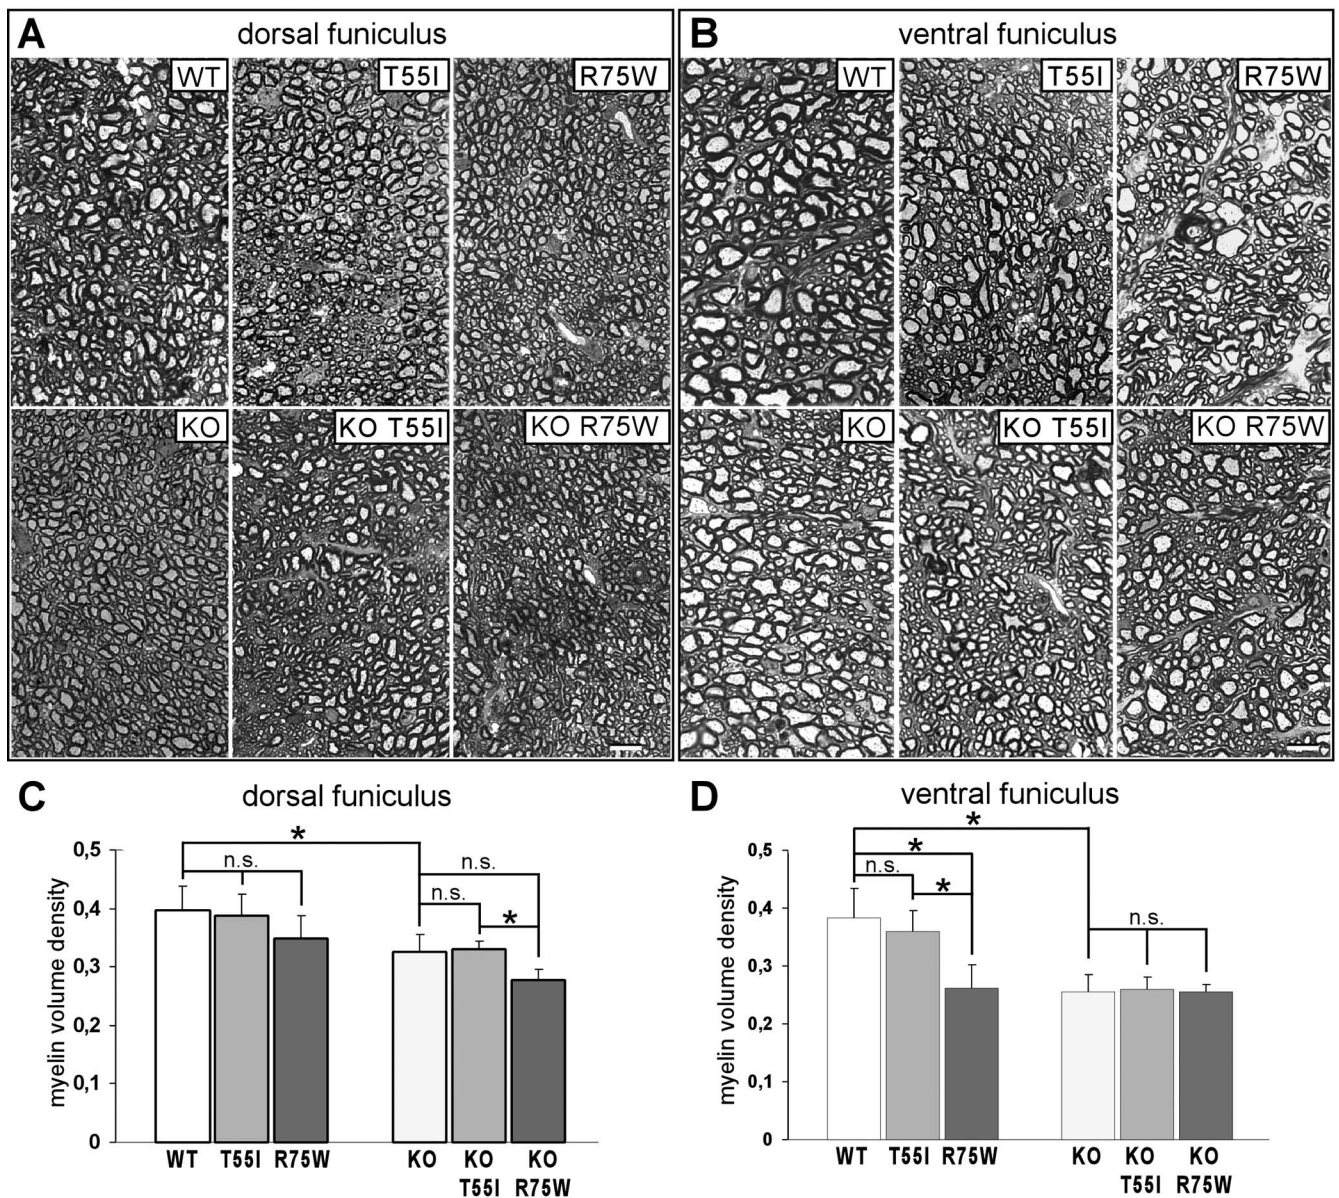 A
dorsal funiculus
WT
T55I
R75W
KO
KO T55I
KO R75W
B
ventral funiculus
WT
T55I
R75W
KO
KO T55I
KO R75W
C
dorsal funiculus
myelin volume density
0,5
0,4
0,3
0,2
0,1
0
*
n.s.
n.s.
n.s.
*
WT
T55I
R75W
KO
KO
T55I
KO
R75W
D
ventral funiculus
myelin volume density
0,5
0,4
0,3
0,2
0,1
0
*
*
n.s.
*
n.s.
WT
T55I
R75W
KO
KO
T55I
KO
R75W